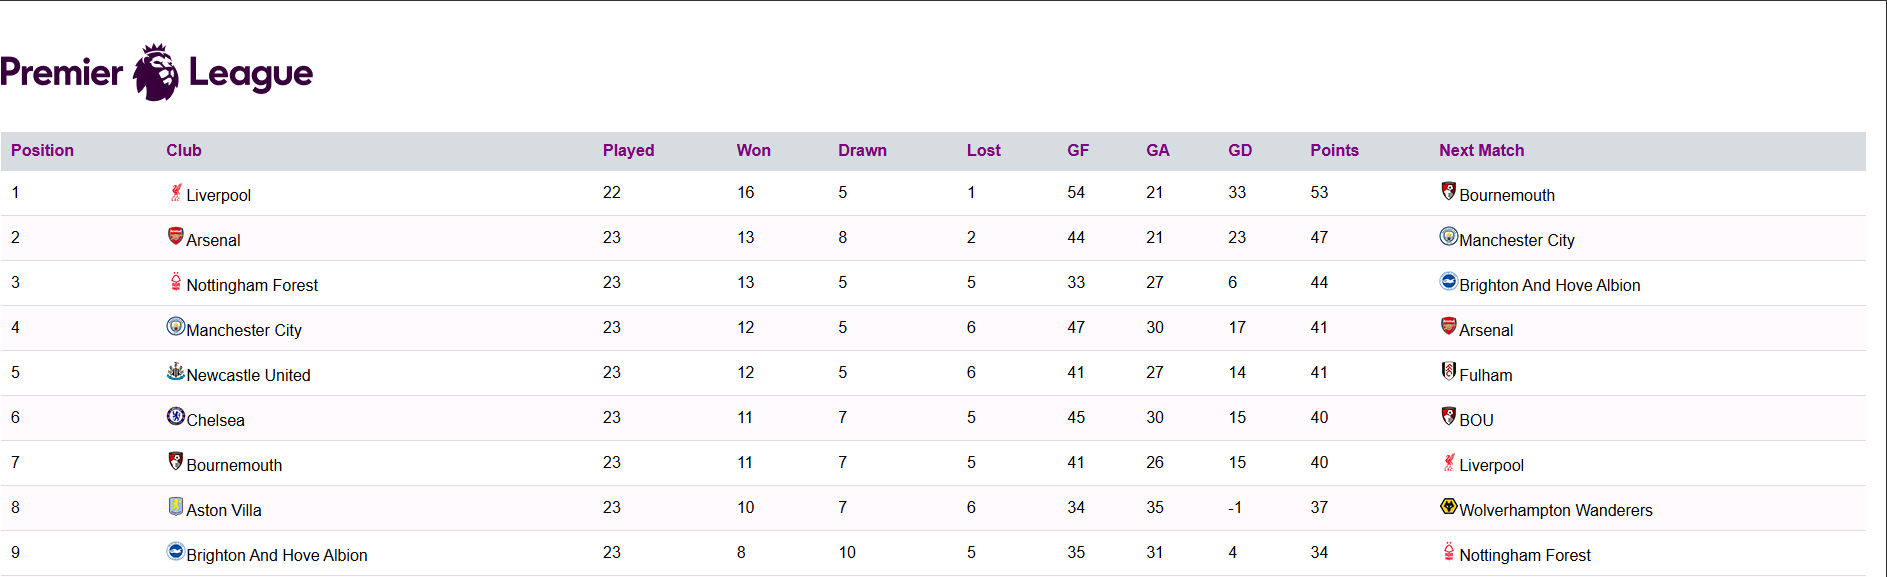 Premier League
Position Club Played Won Drawn Lost GF GA GD Points Next Match
1 Liverpool 22 16 5 1 54 21 33 53 Bournemouth
2 Arsenal 23 13 8 2 44 21 23 47 Manchester City
3 Nottingham Forest 23 13 5 5 33 27 6 44 Brighton And Hove Albion
4 Manchester City 23 12 5 6 47 30 17 41 Arsenal
5 Newcastle United 23 12 5 6 41 27 14 41 Fulham
6 Chelsea 23 11 7 5 45 30 15 40 BOU
7 Bournemouth 23 11 7 5 41 26 15 40 Liverpool
8 Aston Villa 23 10 7 6 34 35 -1 37 Wolverhampton Wanderers
9 Brighton And Hove Albion 23 8 10 5 35 31 4 34 Nottingham Forest